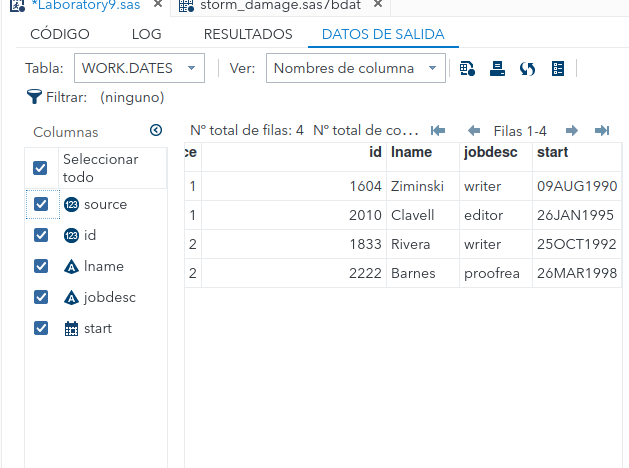 *Laboratory9.sas × storm_damage.sas7bdat ×
CÓDIGO LOG RESULTADOS DATOS DE SALIDA
Tabla: WORK.DATES Ver: Nombres de columna
Filtrar: (ninguno)
Columnas
Nº total de filas: 4 Nº total de co... Filas 1-4
Seleccionar todo
source
id
lname
jobdesc
start
ce id lname jobdesc start
1 1604 Ziminski writer 09AUG1990
1 2010 Clavell editor 26JAN1995
2 1833 Rivera writer 25OCT1992
2 2222 Barnes proofrea 26MAR1998